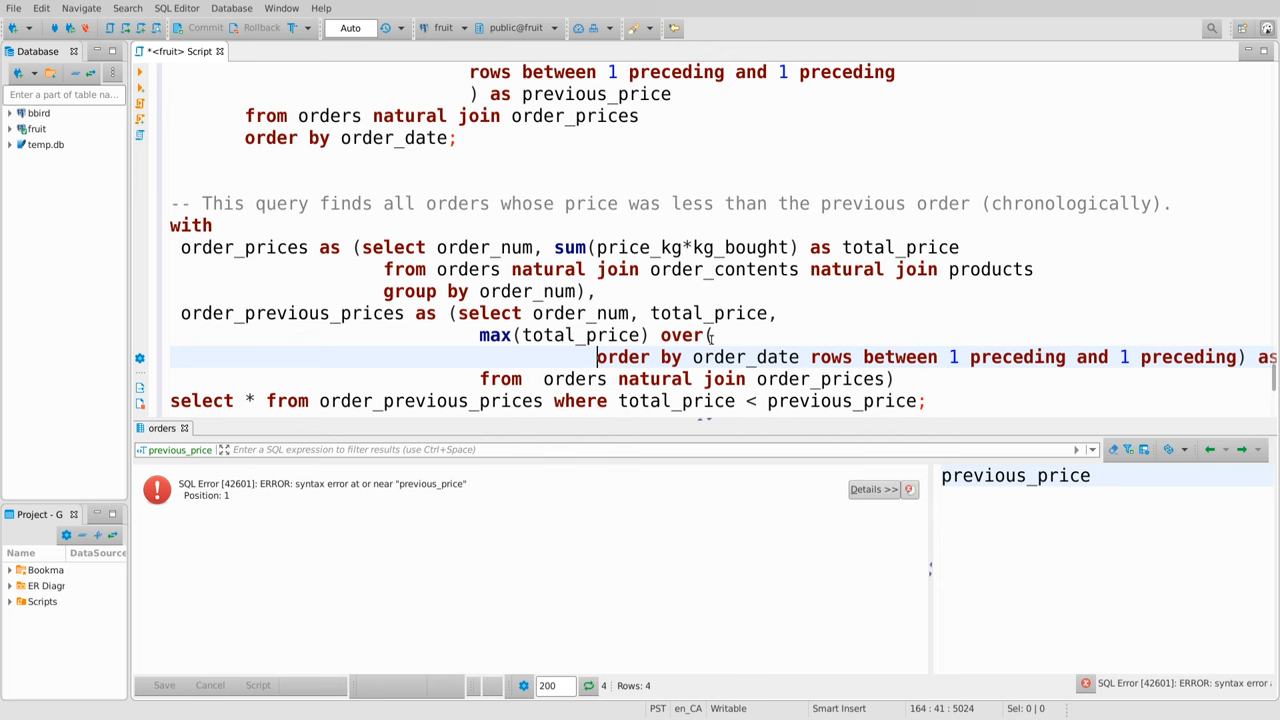 File Edit Navigate Search SQL Editor Database Window Help
Commit Rollback Auto fruit public@fruit
Database
*<fruit> Script
Enter a part of table na...
bbird
fruit
temp.db
rows between 1 preceding and 1 preceding
) as previous_price
from orders natural join order_prices
order by order_date;
-- This query finds all orders whose price was less than the previous order (chronologically).
with
order_prices as (select order_num, sum(price_kg*kg_bought) as total_price
from orders natural join order_contents natural join products
group by order_num),
order_previous_prices as (select order_num, total_price,
max(total_price) over(
order by order_date rows between 1 preceding and 1 preceding) as
from orders natural join order_prices)
select * from order_previous_prices where total_price < previous_price;
orders
previous_price Enter a SQL expression to filter results (use Ctrl+Space)
SQL Error [42601]: ERROR: syntax error at or near "previous_price"
Position: 1
Details >>
previous_price
Project - G
Name DataSource
Bookma
ER Diagr
Scripts
Save Cancel Script 200 4 Rows: 4
SQL Error [42601]: ERROR: syntax error
PST en_CA Writable Smart Insert 164 : 41 : 5024 Sel: 0 | 0